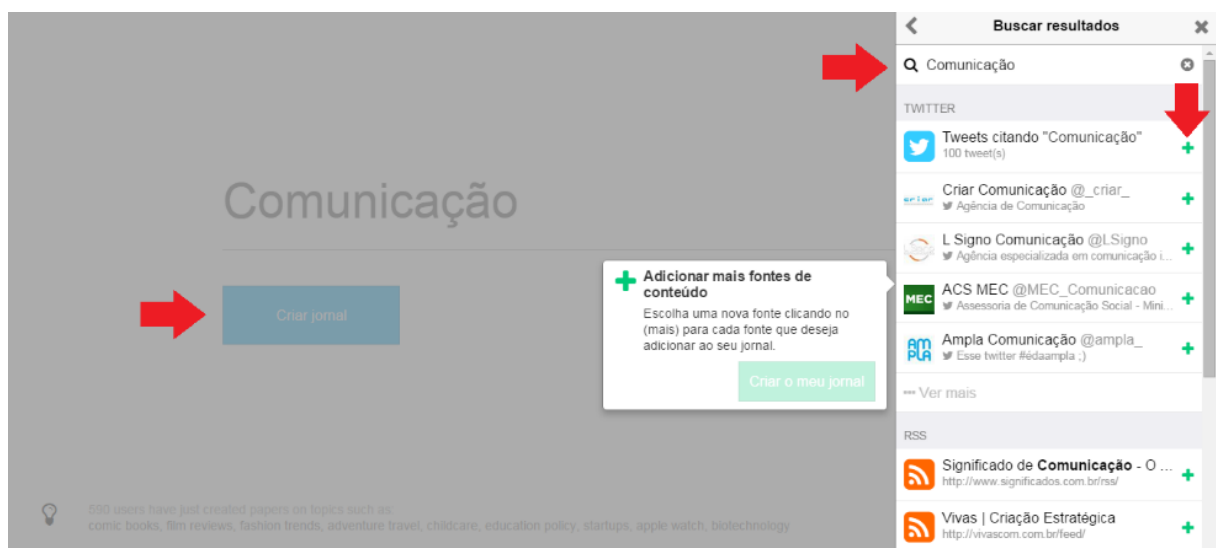 Buscar resultados
Comunicação
TWITTER
Tweets citando "Comunicação"
100 tweet(s)
Criar Comunicação @_criar_
Agência de Comunicação
L Signo Comunicação @LSigno
Agência especializada em comunicação i...
MEC
ACS MEC @MEC_Comunicacao
Assessoria de Comunicação Social - Mini...
AM
PLA
Ampla Comunicação @ampla_
Esse twitter #édaampla ;)
••• Ver mais
RSS
Significado de Comunicação - O ...
http://www.significados.com.br/rss/
Vivas | Criação Estratégica
http://vivascom.com.br/feed/
Comunicação
Criar jornal
Adicionar mais fontes de
conteúdo
Escolha uma nova fonte clicando no
(mais) para cada fonte que deseja
adicionar ao seu jornal.
Criar o meu jornal
590 users have just created papers on topics such as:
comic books, film reviews, fashion trends, adventure travel, childcare, education policy, startups, apple watch, biotechnology